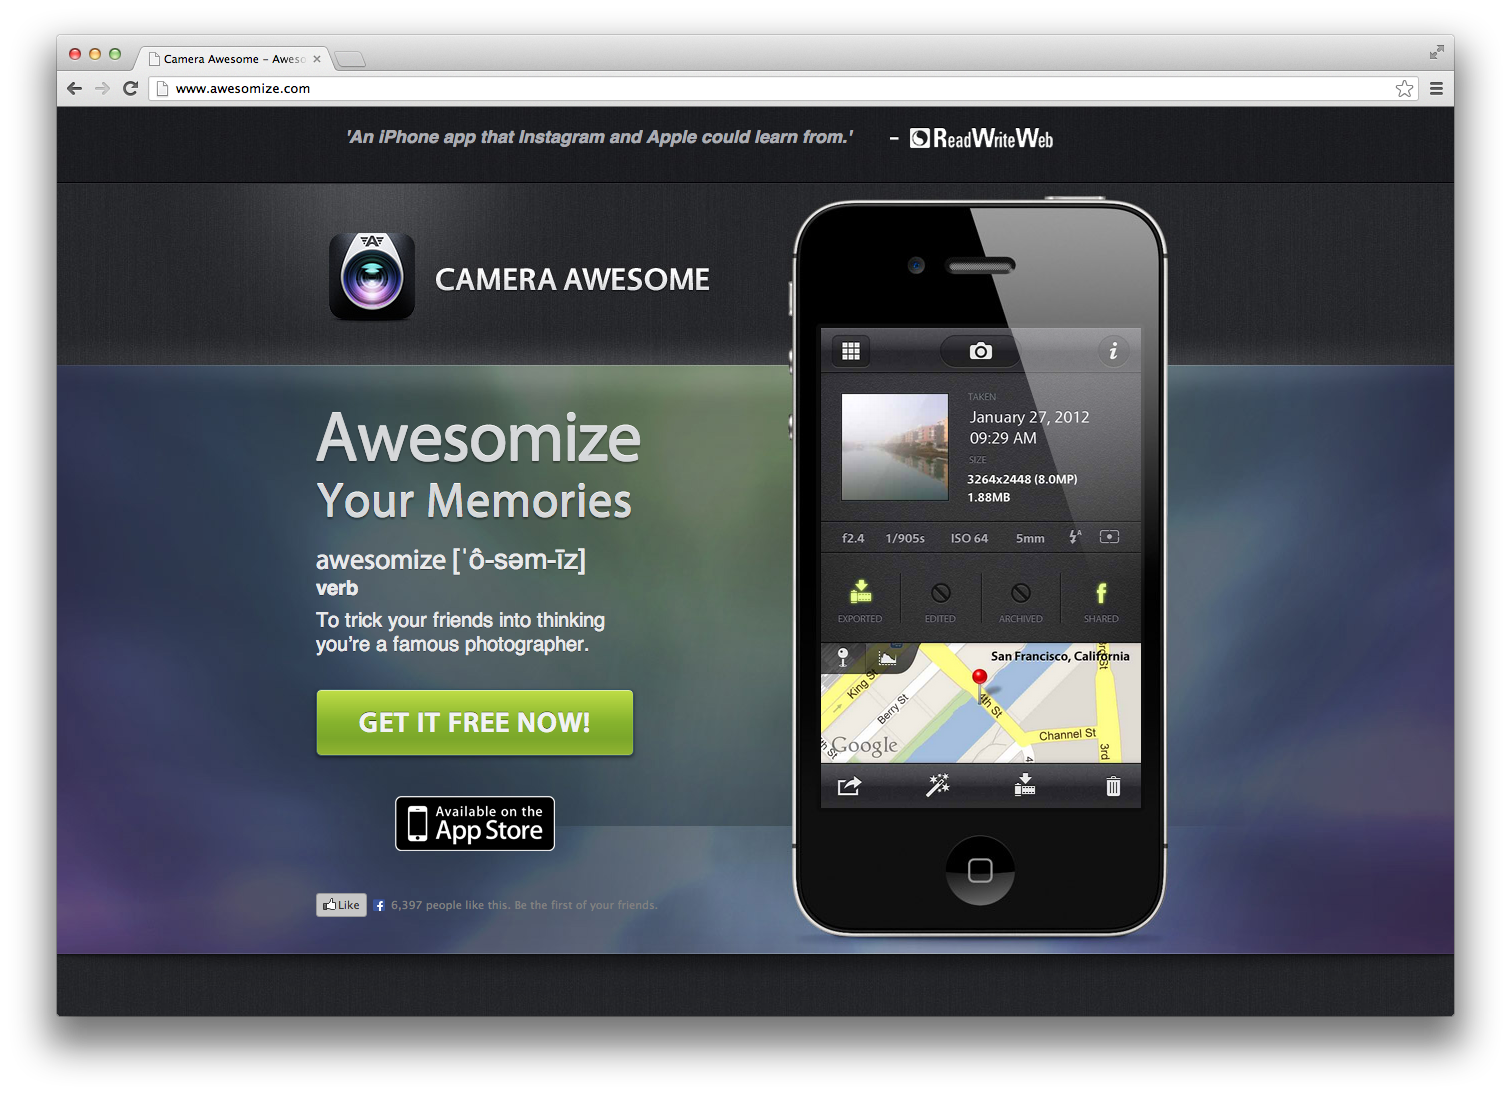 Camera Awesome – Aweso
www.awesomize.com
'An iPhone app that Instagram and Apple could learn from.' – ReadWriteWeb
CAMERA AWESOME
Awesomize
Your Memories
awesomize [ˈô-səm-īz]
verb
To trick your friends into thinking
you're a famous photographer.
GET IT FREE NOW!
Available on the
App Store
Like 6,397 people like this. Be the first of your friends.
TAKEN
January 27, 2012
09:29 AM
SIZE
3264x2448 (8.0MP)
1.88MB
f2.4 1/905s ISO 64 5mm
EXPORTED EDITED ARCHIVED SHARED
San Francisco, California
King St
Berry St
4th St
Channel St
3rd
Google